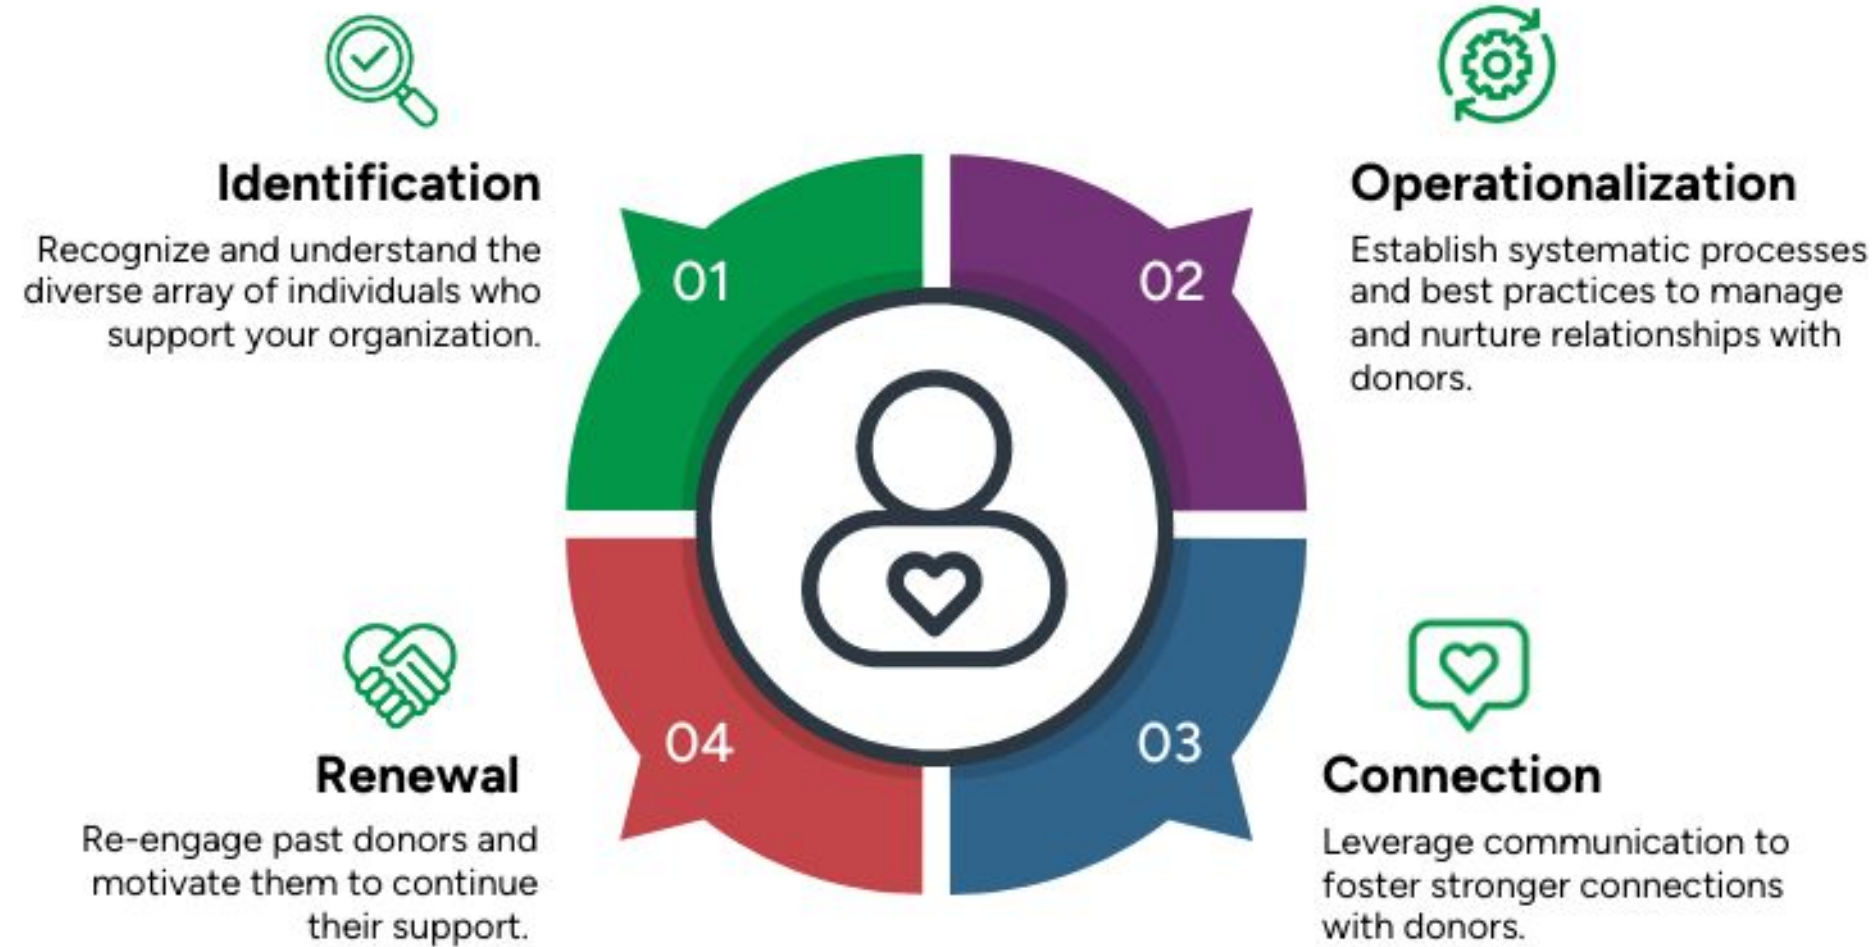 Identification
Recognize and understand the
diverse array of individuals who
support your organization.
01
02
Operationalization
Establish systematic processes
and best practices to manage
and nurture relationships with
donors.
03
Connection
Leverage communication to
foster stronger connections
with donors.
04
Renewal
Re-engage past donors and
motivate them to continue
their support.